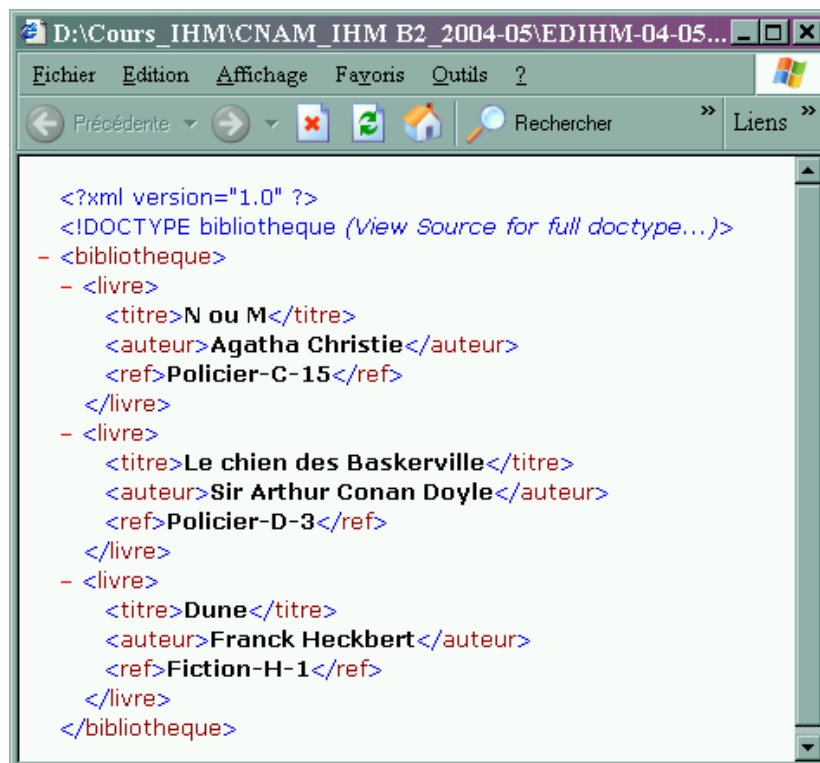 D:\Cours_IHM\CNAM_IHM B2_2004-05\EDIHM-04-05...
Fichier Edition Affichage Favoris Outils ?
Précédente Rechercher » Liens »
<?xml version="1.0" ?>
<!DOCTYPE bibliotheque (View Source for full doctype...)>
- <bibliotheque>
- <livre>
<titre>N ou M</titre>
<auteur>Agatha Christie</auteur>
<ref>Policier-C-15</ref>
</livre>
- <livre>
<titre>Le chien des Baskerville</titre>
<auteur>Sir Arthur Conan Doyle</auteur>
<ref>Policier-D-3</ref>
</livre>
- <livre>
<titre>Dune</titre>
<auteur>Franck Heckbert</auteur>
<ref>Fiction-H-1</ref>
</livre>
</bibliotheque>